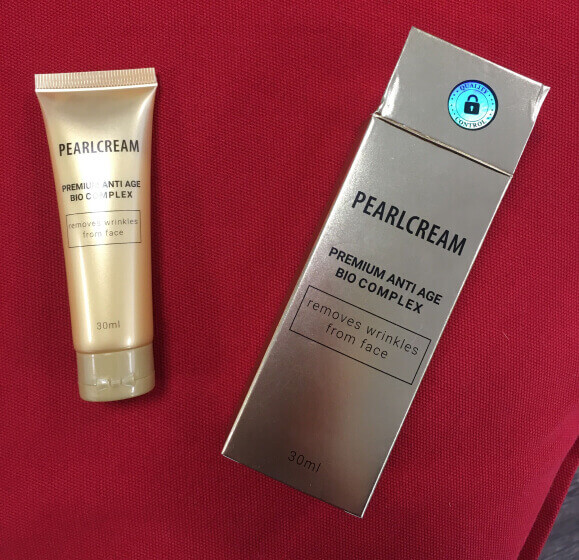 PEARLCREAM
PREMIUM ANTI AGE
BIO COMPLEX
removes wrinkles
from face
30ml
QUALITY
CONTROL
PEARLCREAM
PREMIUM ANTI AGE
BIO COMPLEX
removes wrinkles
from face
30ml